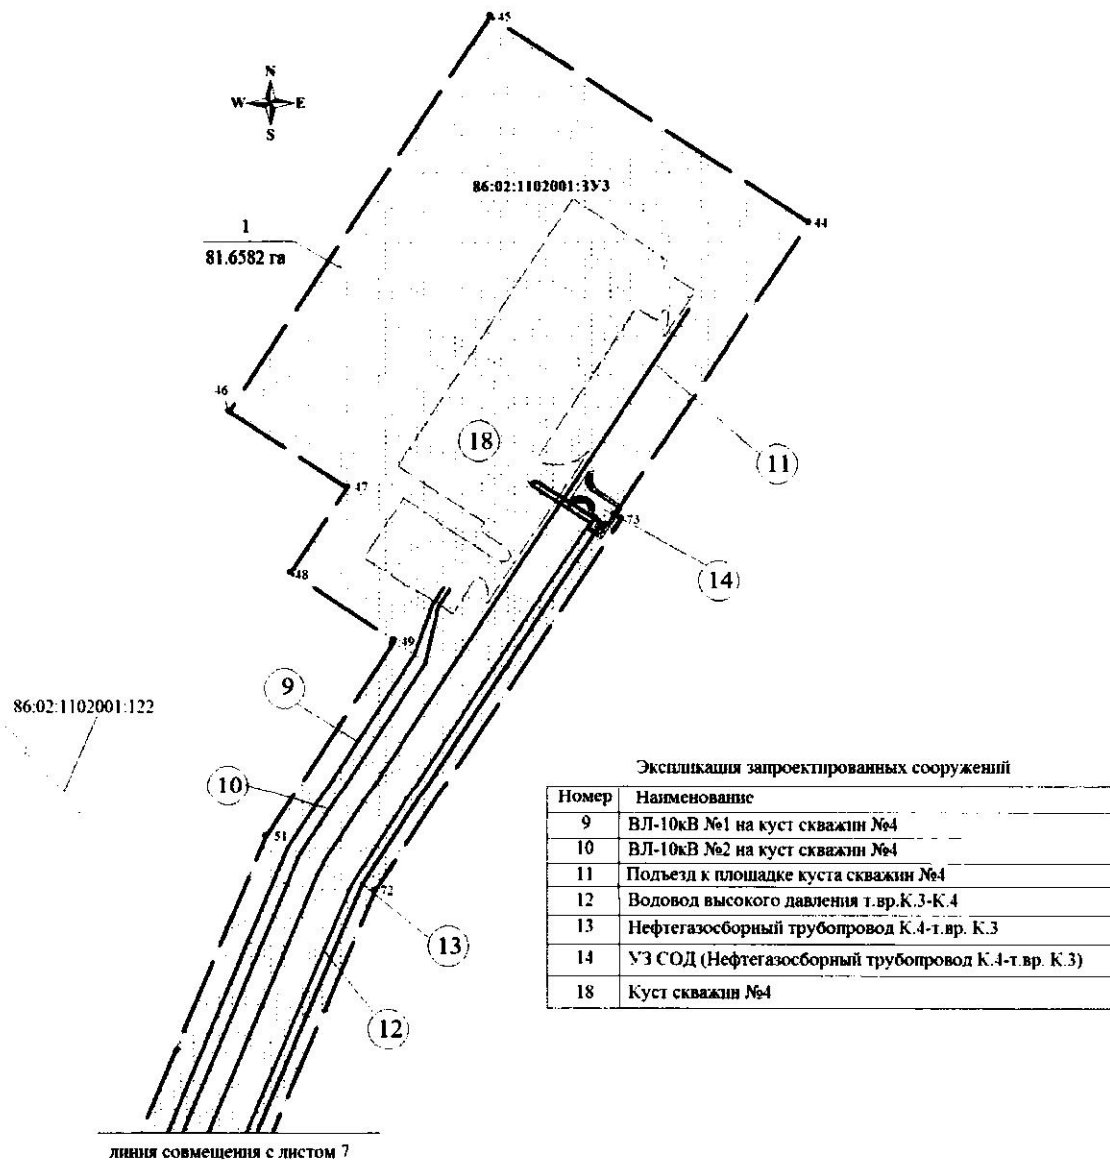 45
N
W E
S
86:02:1102001:ЗУ3
44
1
81.6582 га
46
18
11
47
73
48
14
49
9
86:02:1102001:122
10
51
72
13
12
Экспликация запроектированных сооружений
Номер Наименование
9 ВЛ-10кВ №1 на куст скважин №4
10 ВЛ-10кВ №2 на куст скважин №4
11 Подъезд к площадке куста скважин №4
12 Водовод высокого давления т.вр.К.3-К.4
13 Нефтегазосборный трубопровод К.4-т.вр. К.3
14 УЗ СОД (Нефтегазосборный трубопровод К.4-т.вр. К.3)
18 Куст скважин №4
линия совмещения с листом 7